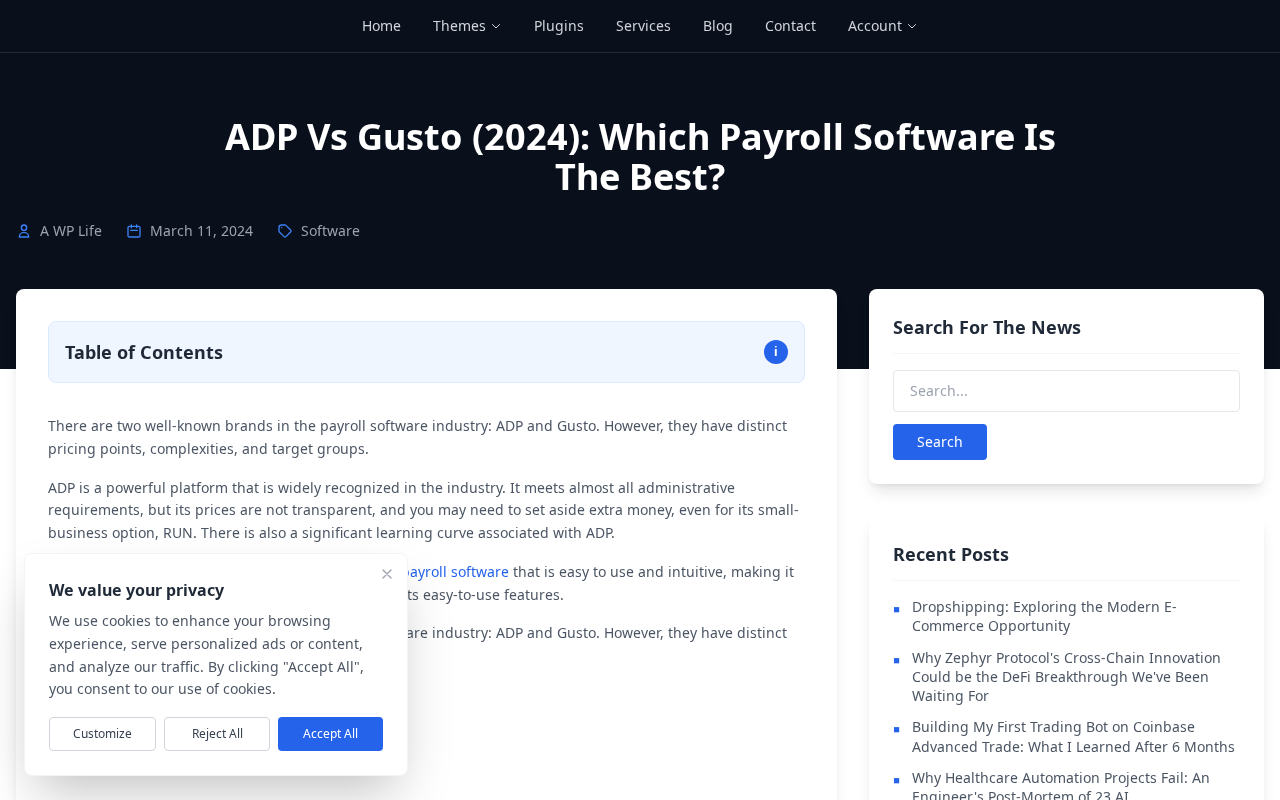 Home Themes Plugins Services Blog Contact Account
ADP Vs Gusto (2024): Which Payroll Software Is
The Best?
A WP Life March 11, 2024 Software
Table of Contents
i
There are two well-known brands in the payroll software industry: ADP and Gusto. However, they have distinct
pricing points, complexities, and target groups.
ADP is a powerful platform that is widely recognized in the industry. It meets almost all administrative
requirements, but its prices are not transparent, and you may need to set aside extra money, even for its small-
business option, RUN. There is also a significant learning curve associated with ADP.
payroll software that is easy to use and intuitive, making it
its easy-to-use features.
software industry: ADP and Gusto. However, they have distinct
We value your privacy
We use cookies to enhance your browsing
experience, serve personalized ads or content,
and analyze our traffic. By clicking "Accept All",
you consent to our use of cookies.
Customize Reject All Accept All
Search For The News
Search...
Search
Recent Posts
Dropshipping: Exploring the Modern E-
Commerce Opportunity
Why Zephyr Protocol's Cross-Chain Innovation
Could be the DeFi Breakthrough We've Been
Waiting For
Building My First Trading Bot on Coinbase
Advanced Trade: What I Learned After 6 Months
Why Healthcare Automation Projects Fail: An
Engineer's Post-Mortem of 23 AI